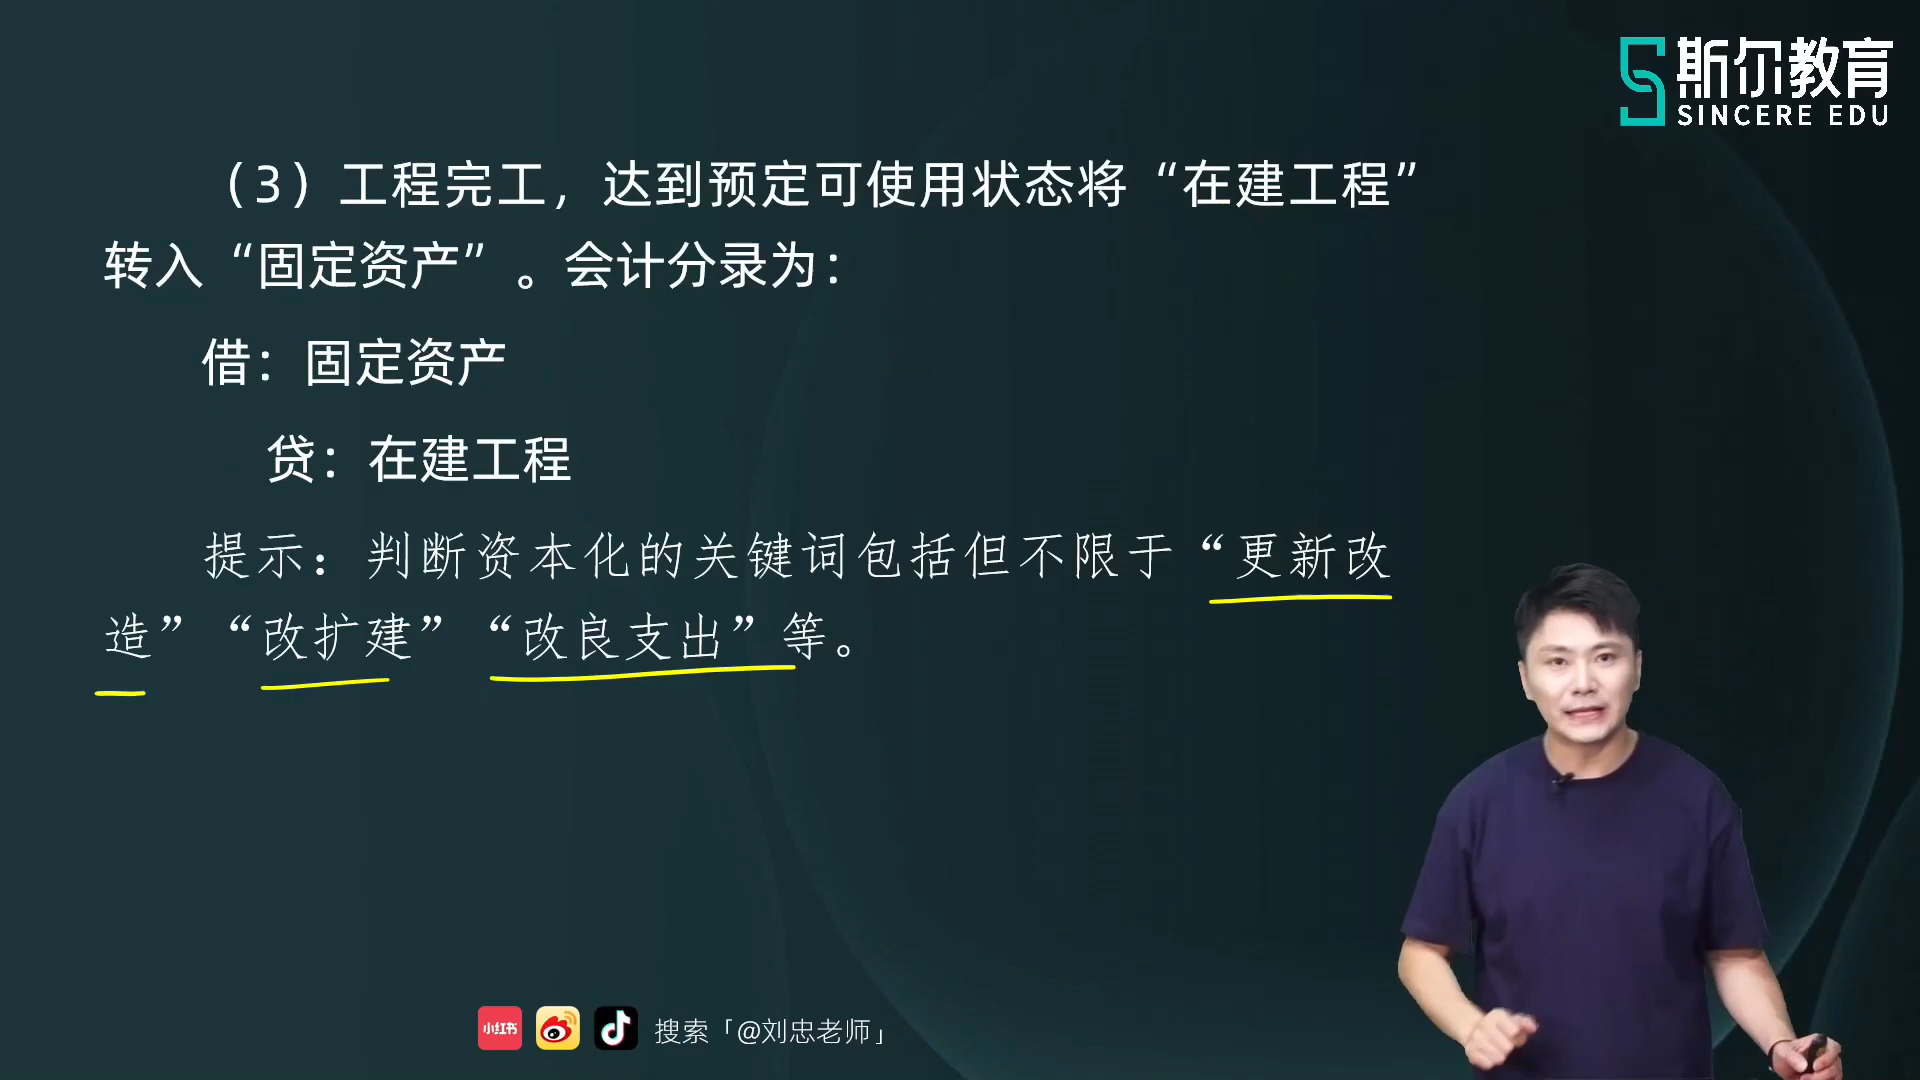 斯尔教育
SINCERE EDU
（3）工程完工，达到预定可使用状态将“在建工程”
转入“固定资产”。会计分录为：
借：固定资产
贷：在建工程
提示：判断资本化的关键词包括但不限于“更新改
造”“改扩建”“改良支出”等。
小红书
搜索「@刘忠老师」